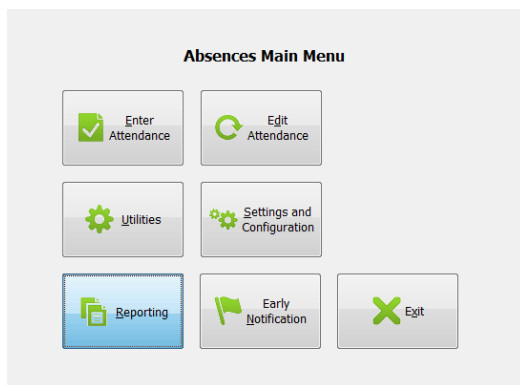 Absences Main Menu
Enter
Attendance
Edit
Attendance
Utilities
Settings and
Configuration
Reporting
Early
Notification
Exit